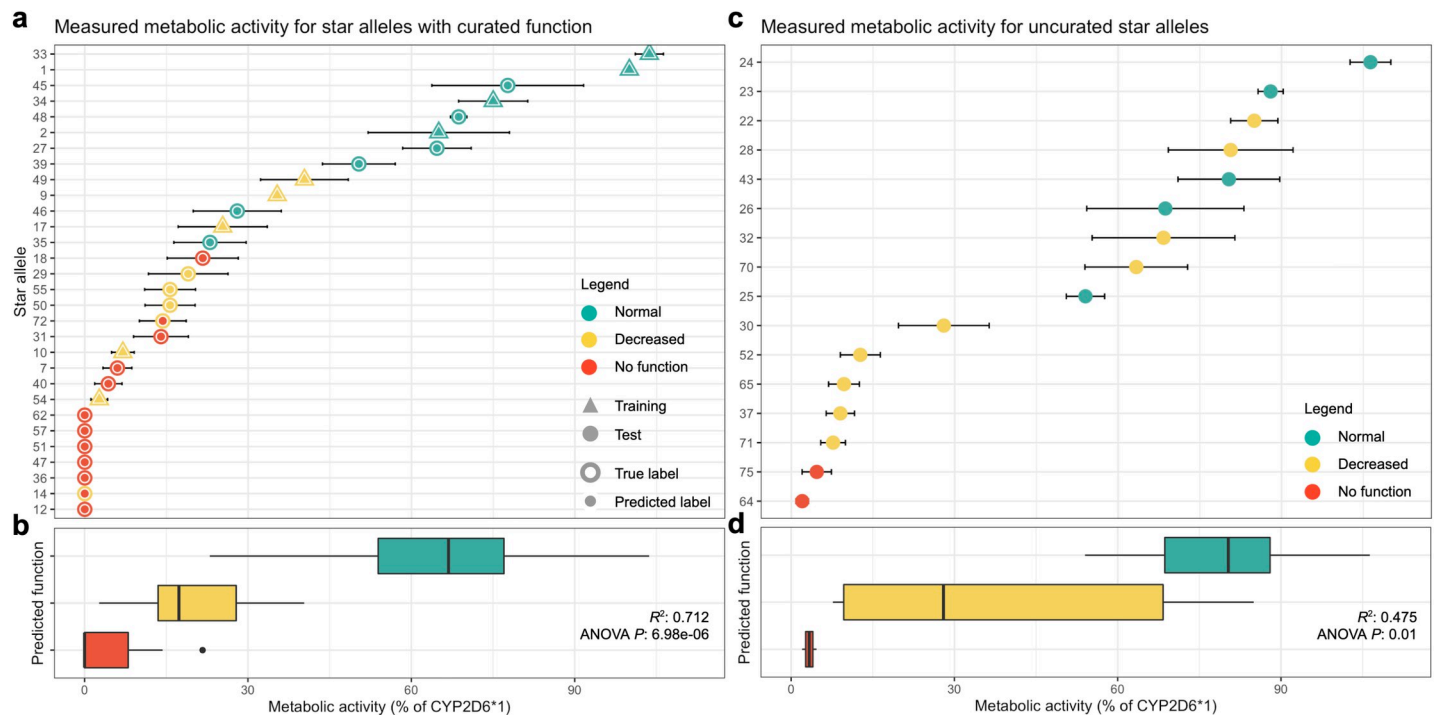 a
Measured metabolic activity for star alleles with curated function
Star allele
33
1
45
34
48
2
27
39
49
9
46
17
35
18
29
55
50
72
31
10
7
40
54
62
57
51
47
36
14
12
Legend
Normal
Decreased
No function
Training
Test
True label
Predicted label
b
Predicted function
R²: 0.712
ANOVA P: 6.98e-06
0 30 60 90
Metabolic activity (% of CYP2D6*1)
c
Measured metabolic activity for uncurated star alleles
24
23
22
28
43
26
32
70
25
30
52
65
37
71
75
64
Legend
Normal
Decreased
No function
d
Predicted function
R²: 0.475
ANOVA P: 0.01
0 30 60 90
Metabolic activity (% of CYP2D6*1)